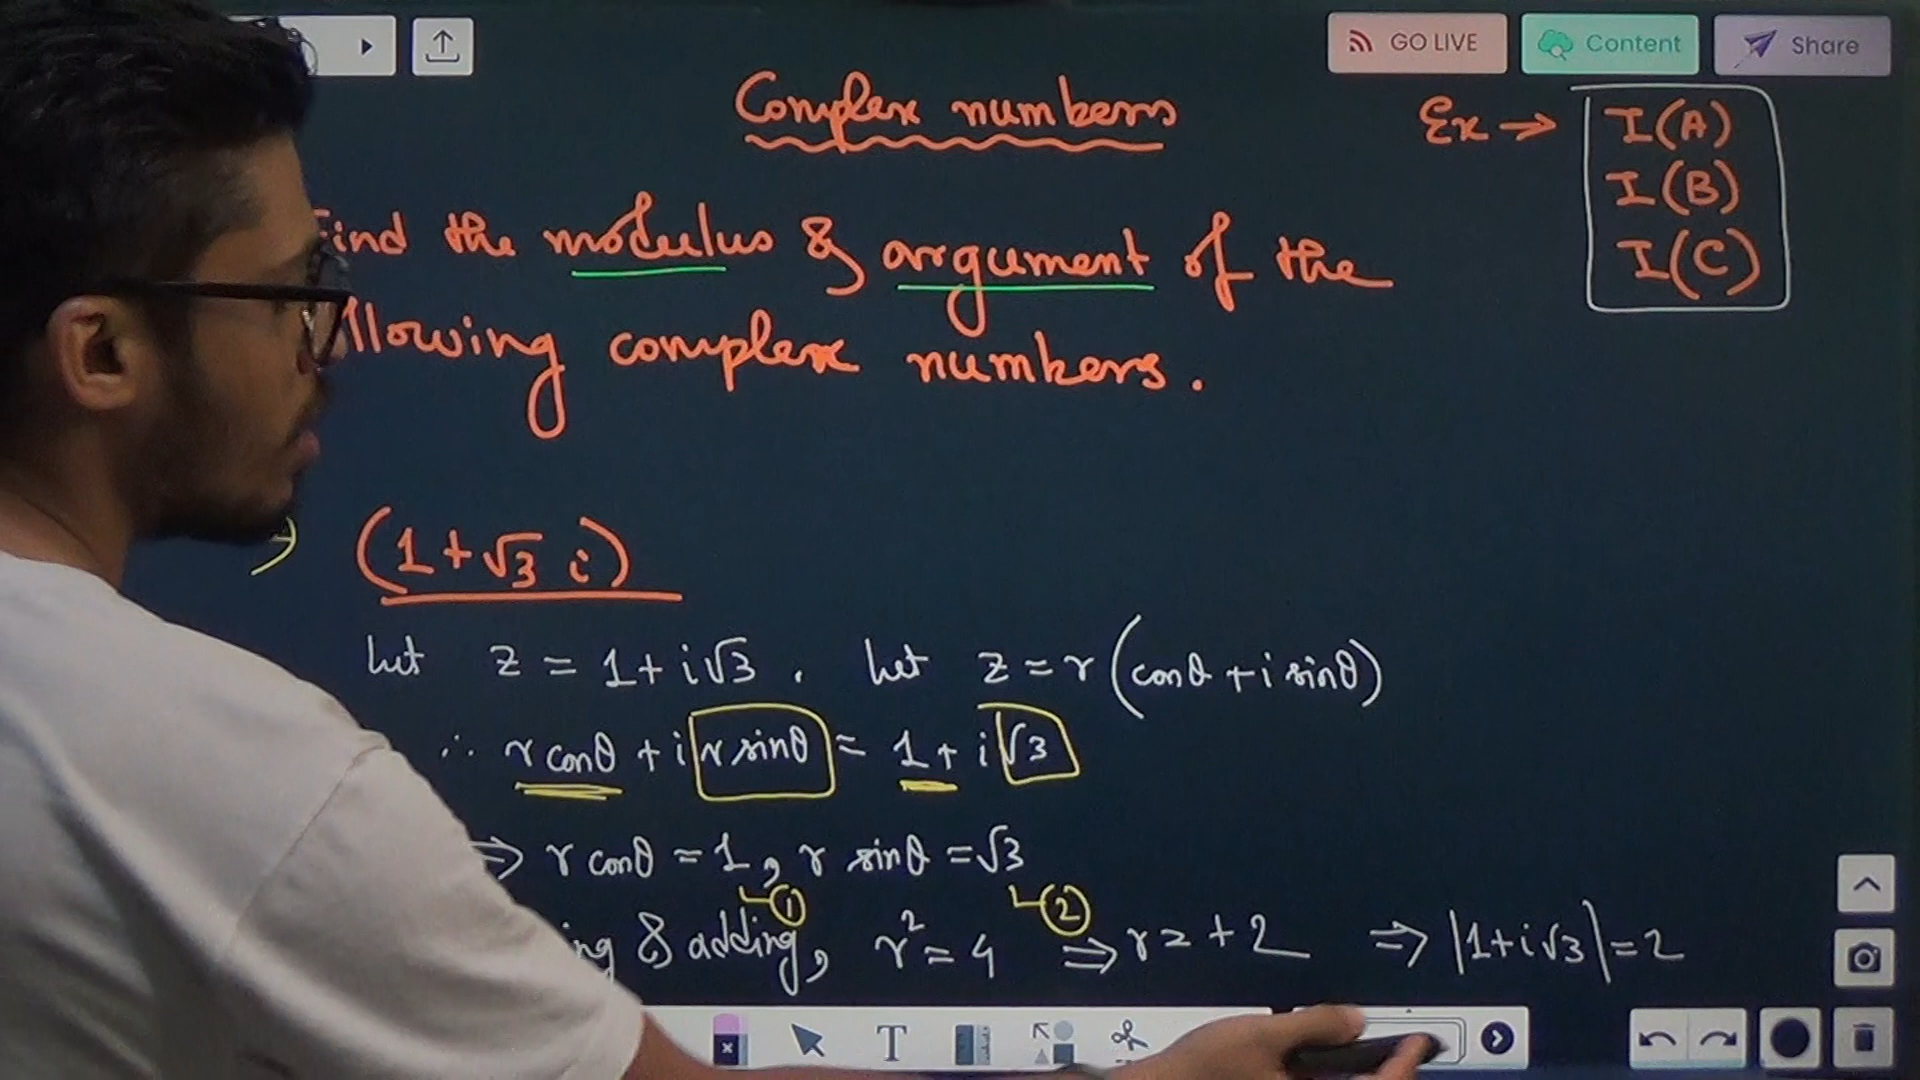 GO LIVE Content Share
Complex numbers
Ex → I(A)
I(B)
I(C)
Find the modulus & argument of the
llowing complex numbers.
(1+√3 i)
Let z = 1+i√3 . Let z = r (cosθ + i sinθ)
∴ r cosθ + i r sinθ = 1 + i √3
⇒ r cosθ = 1, r sinθ = √3
① ②
ing & adding, r² = 4 ⇒ r = +2 ⇒ |1+i√3| = 2
T